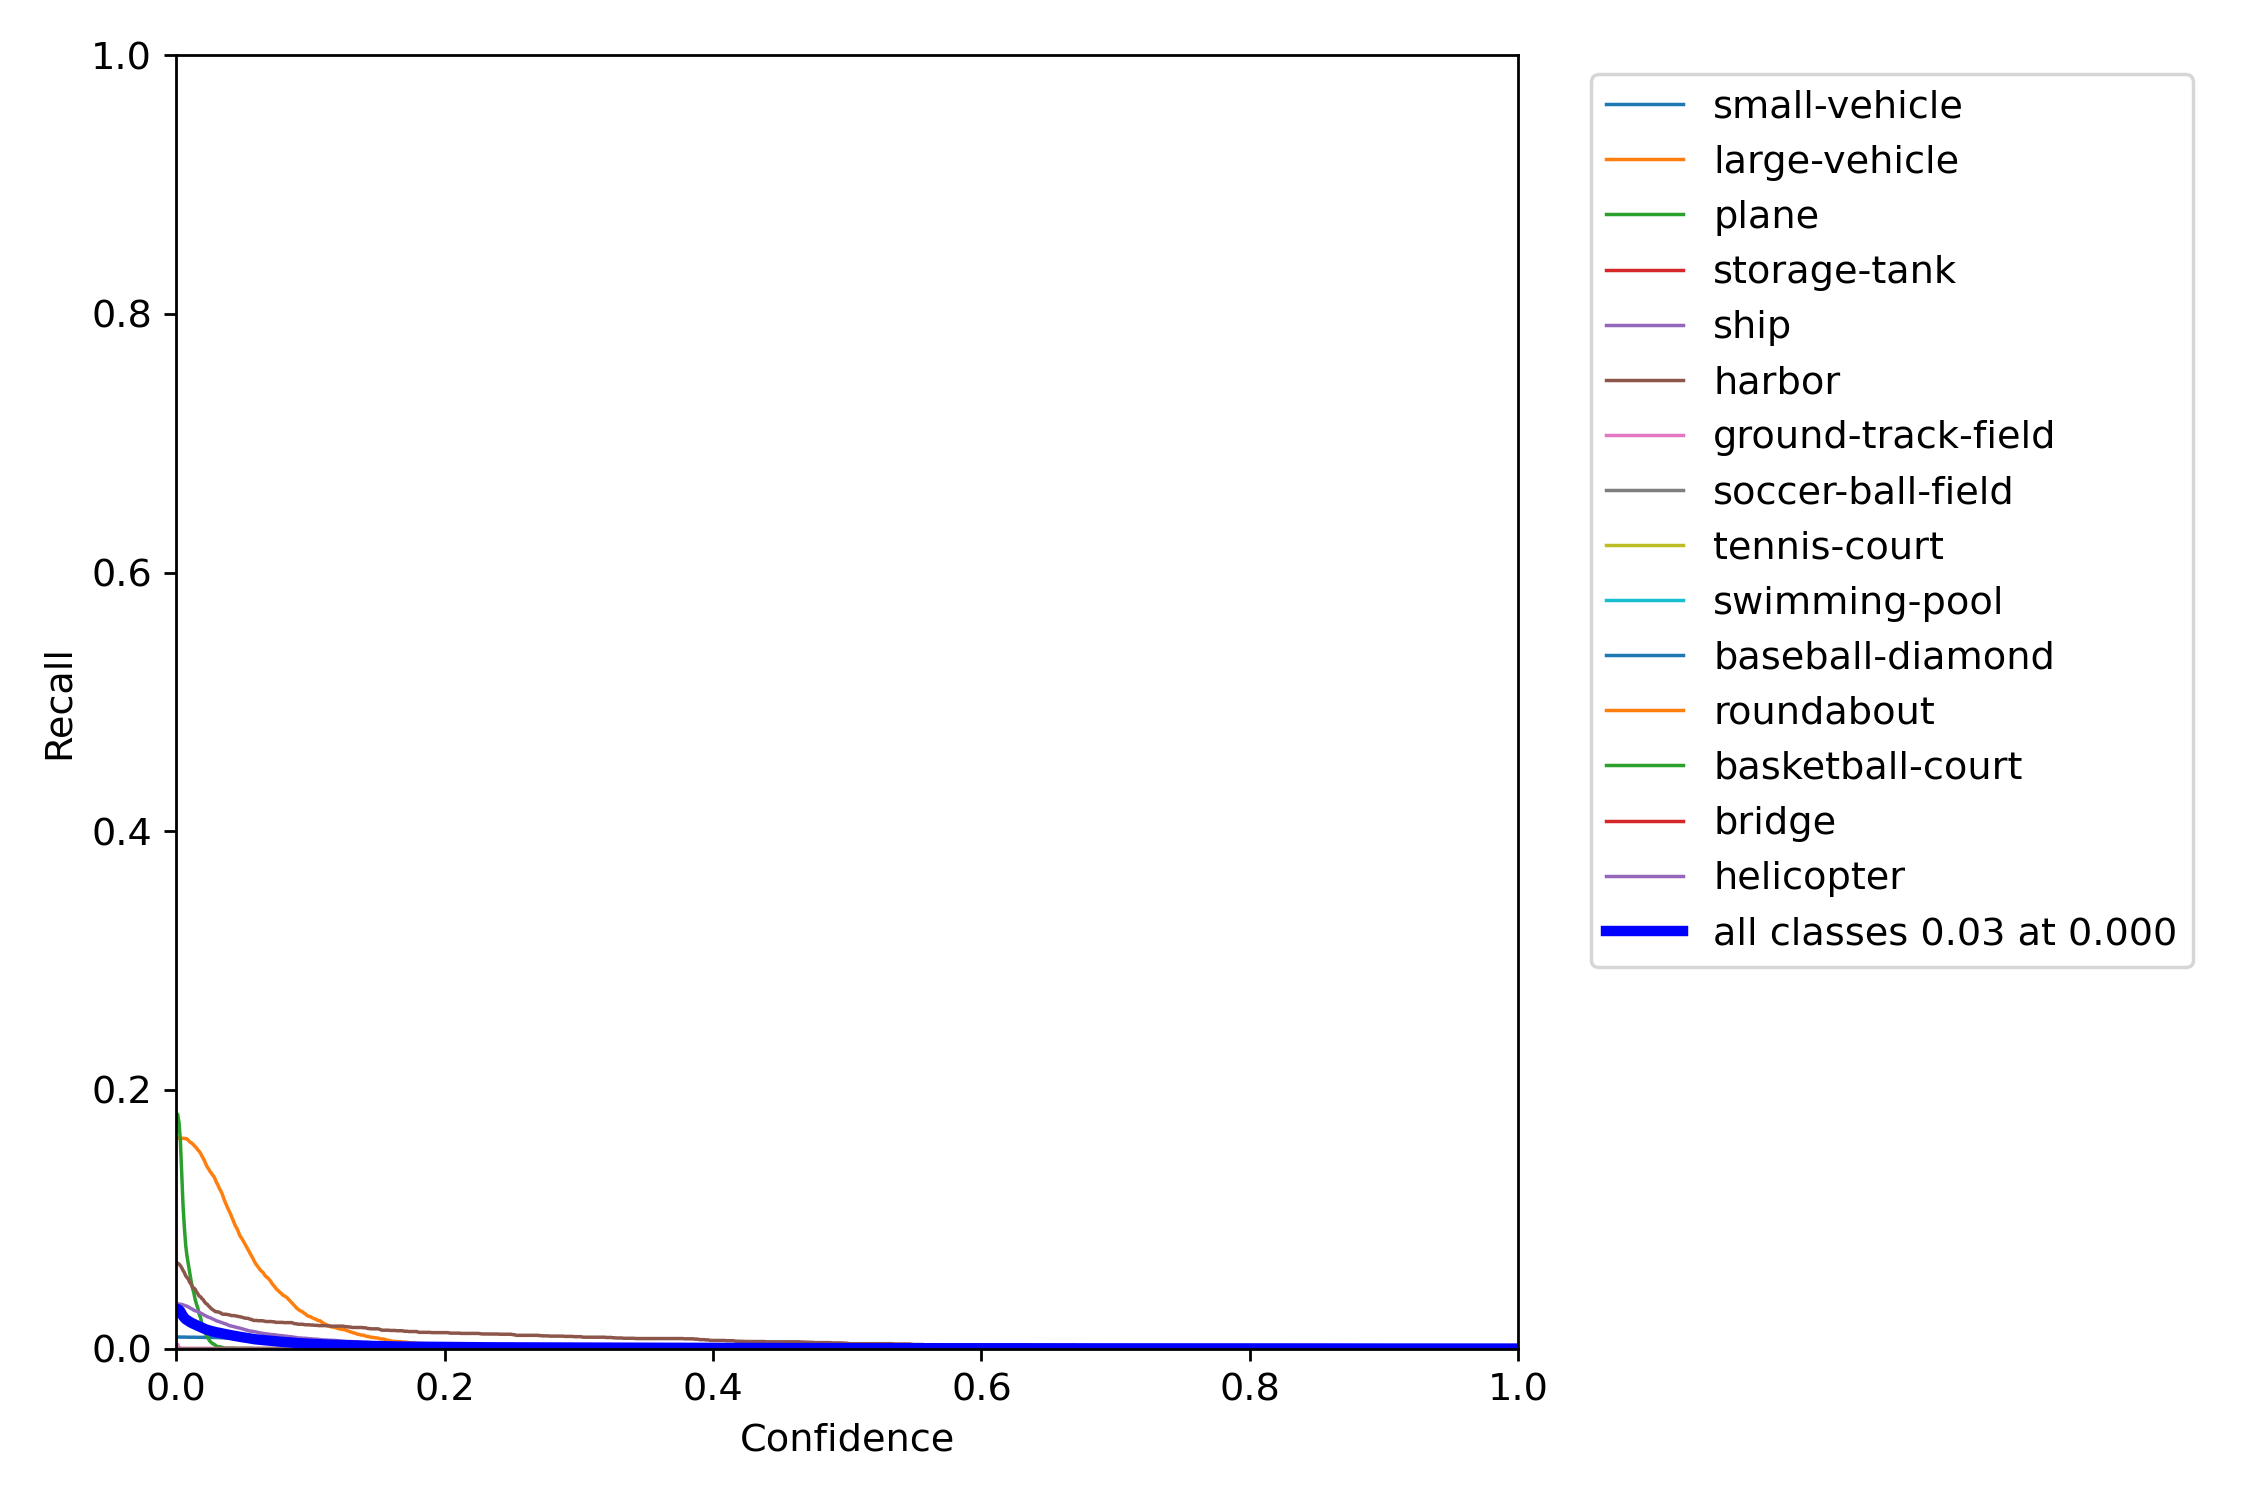 1.0
0.8
0.6
0.4
0.2
0.0
Recall
0.0 0.2 0.4 0.6 0.8 1.0
Confidence
small-vehicle
large-vehicle
plane
storage-tank
ship
harbor
ground-track-field
soccer-ball-field
tennis-court
swimming-pool
baseball-diamond
roundabout
basketball-court
bridge
helicopter
all classes 0.03 at 0.000